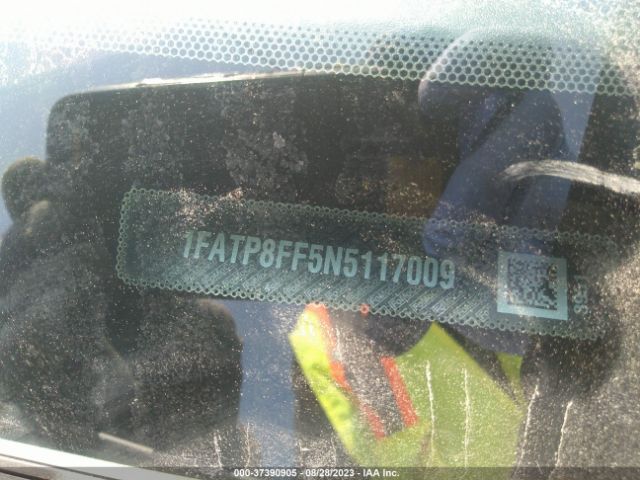 1FATP8FF5N5117009
000-37390905 - 08/28/2023 - IAA Inc.